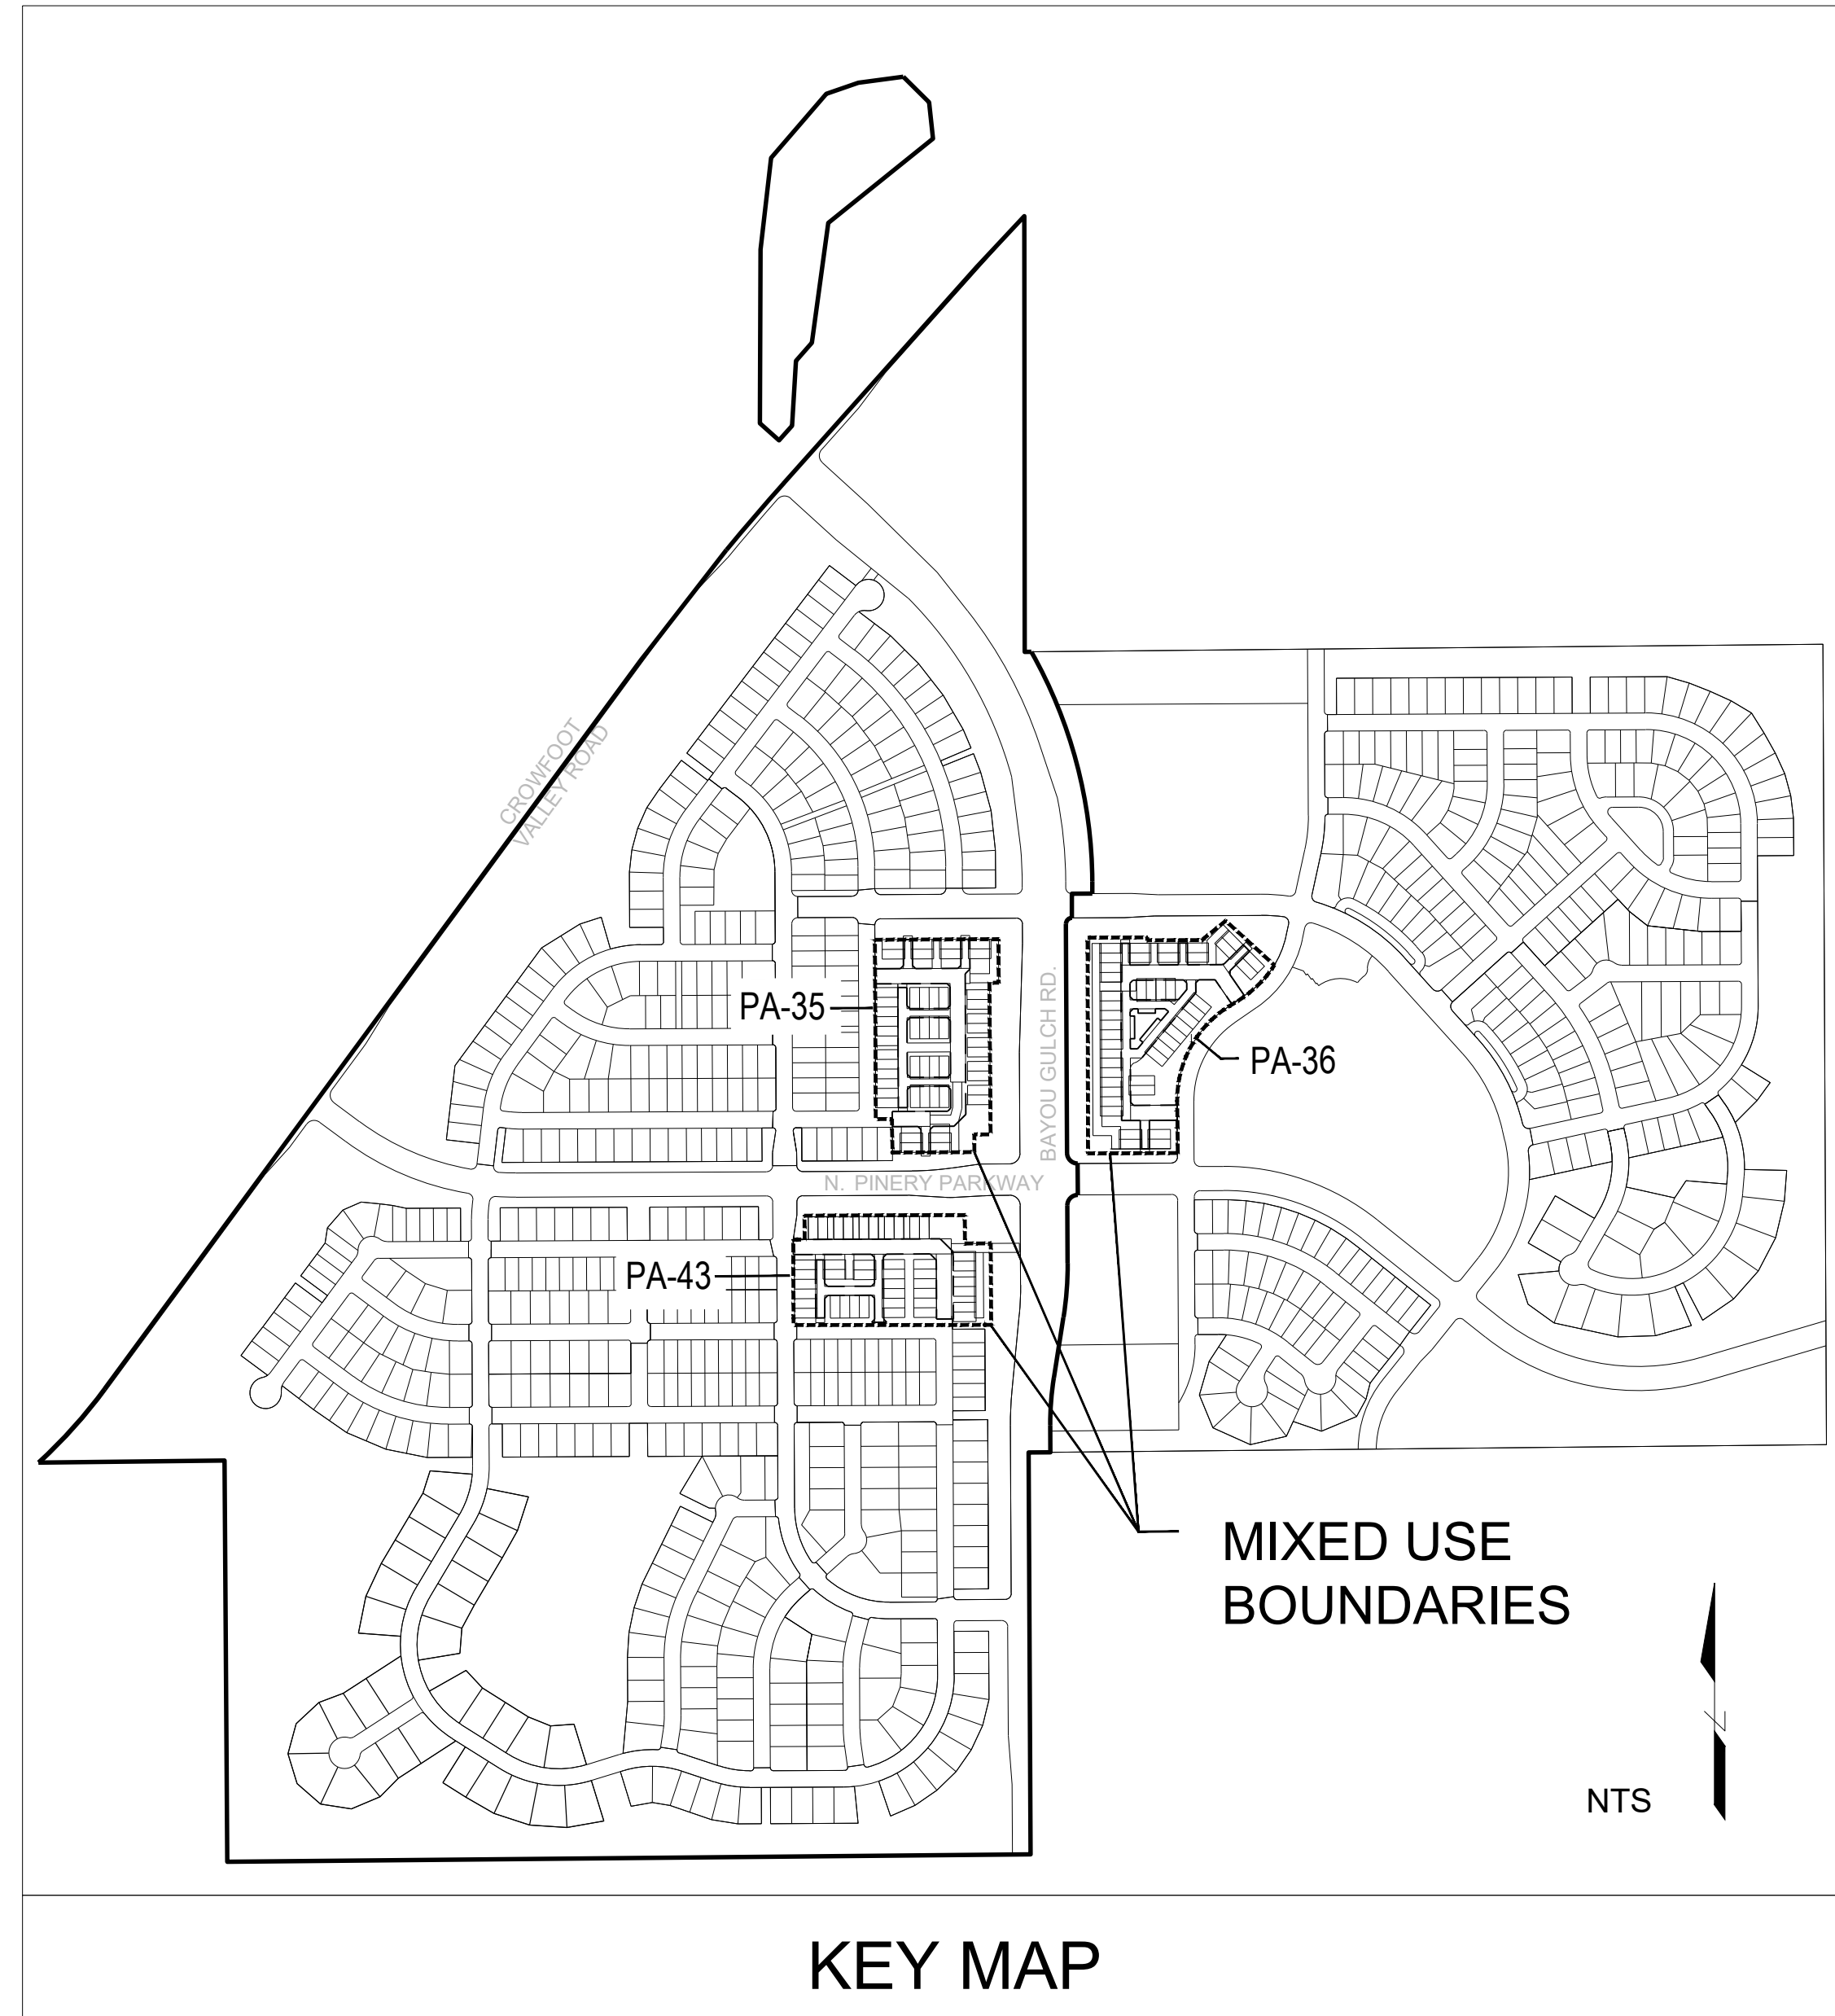 CROWFOOT
VALLEY ROAD
PA-35
BAYOU GULCH RD.
PA-36
N. PINERY PARKWAY
PA-43
MIXED USE
BOUNDARIES
NTS
KEY MAP